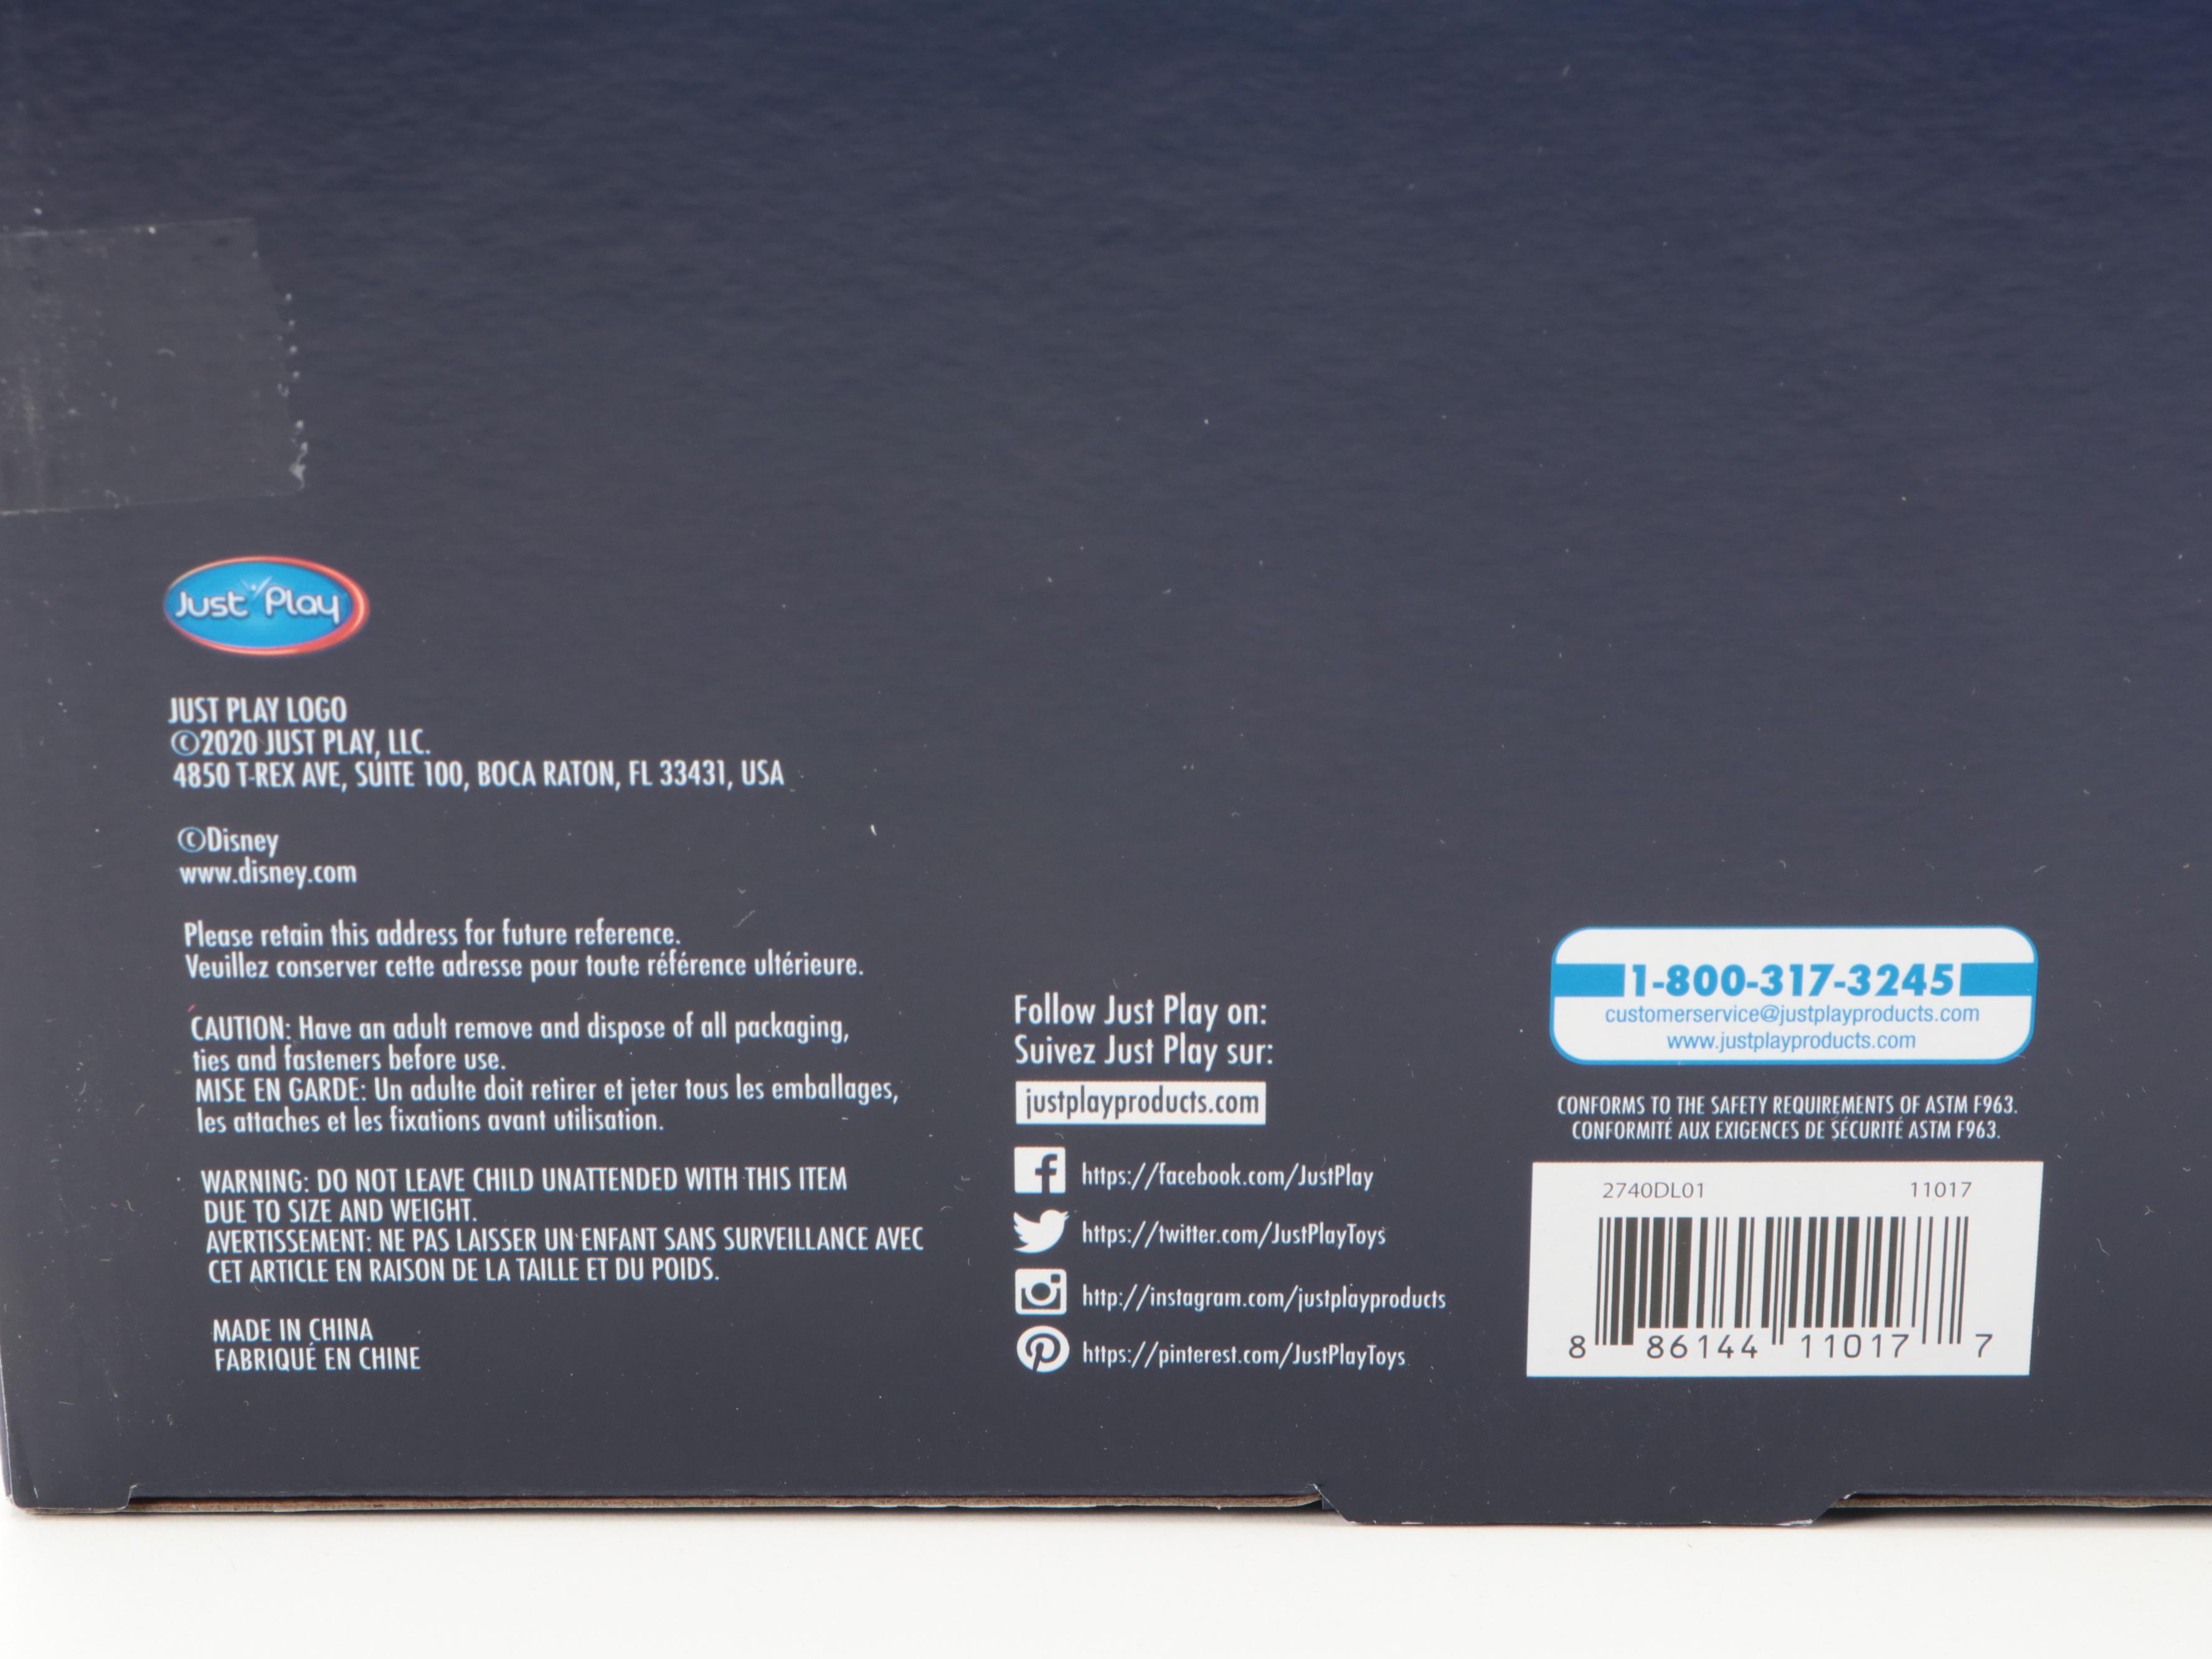 Just Play
JUST PLAY LOGO
©2020 JUST PLAY, LLC.
4850 T-REX AVE, SUITE 100, BOCA RATON, FL 33431, USA
©Disney
www.disney.com
Please retain this address for future reference.
Veuillez conserver cette adresse pour toute référence ultérieure.
CAUTION: Have an adult remove and dispose of all packaging,
ties and fasteners before use.
MISE EN GARDE: Un adulte doit retirer et jeter tous les emballages,
les attaches et les fixations avant utilisation.
WARNING: DO NOT LEAVE CHILD UNATTENDED WITH THIS ITEM
DUE TO SIZE AND WEIGHT.
AVERTISSEMENT: NE PAS LAISSER UN ENFANT SANS SURVEILLANCE AVEC
CET ARTICLE EN RAISON DE LA TAILLE ET DU POIDS.
MADE IN CHINA
FABRIQUÉ EN CHINE
Follow Just Play on:
Suivez Just Play sur:
justplayproducts.com
https://facebook.com/JustPlay
https://twitter.com/JustPlayToys
http://instagram.com/justplayproducts
https://pinterest.com/JustPlayToys
1-800-317-3245
customerservice@justplayproducts.com
www.justplayproducts.com
CONFORMS TO THE SAFETY REQUIREMENTS OF ASTM F963.
CONFORMITÉ AUX EXIGENCES DE SÉCURITÉ ASTM F963.
2740DL01 11017
8 86144 11017 7